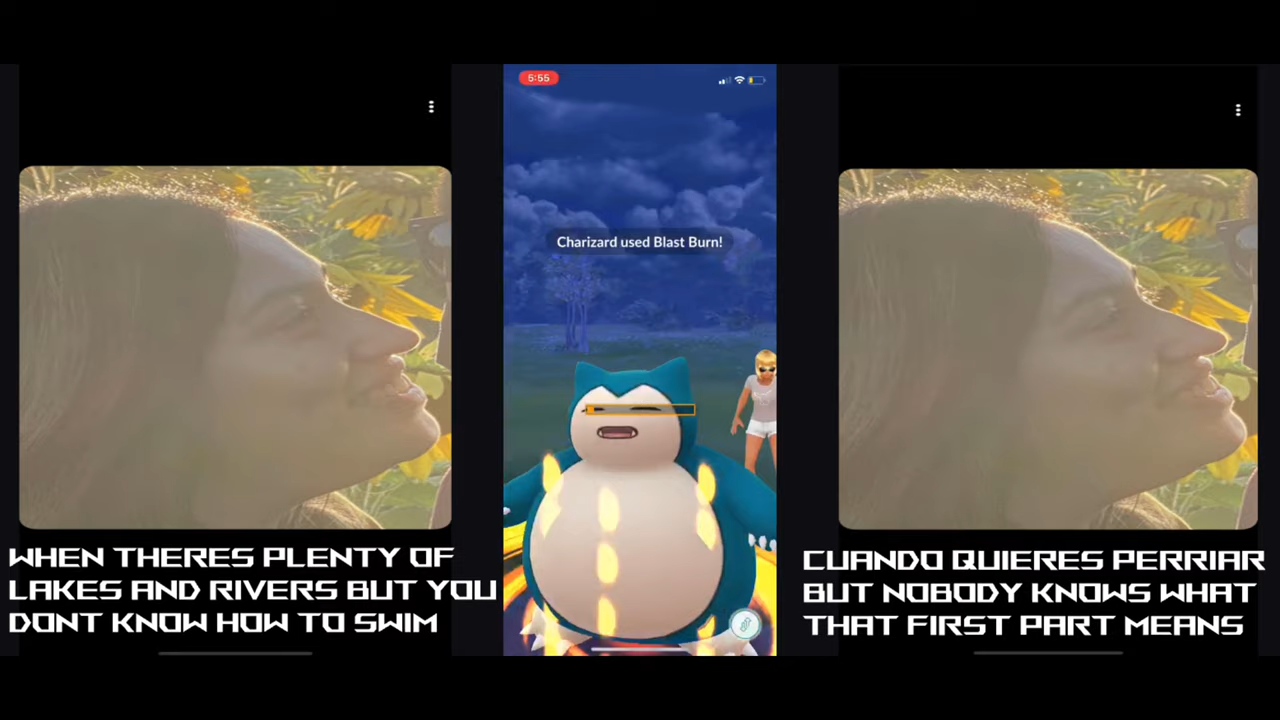 5:55
Charizard used Blast Burn!
WHEN THERES PLENTY OF
LAKES AND RIVERS BUT YOU
DONT KNOW HOW TO SWIM
CUANDO QUIERES PERRIAR
BUT NOBODY KNOWS WHAT
THAT FIRST PART MEANS